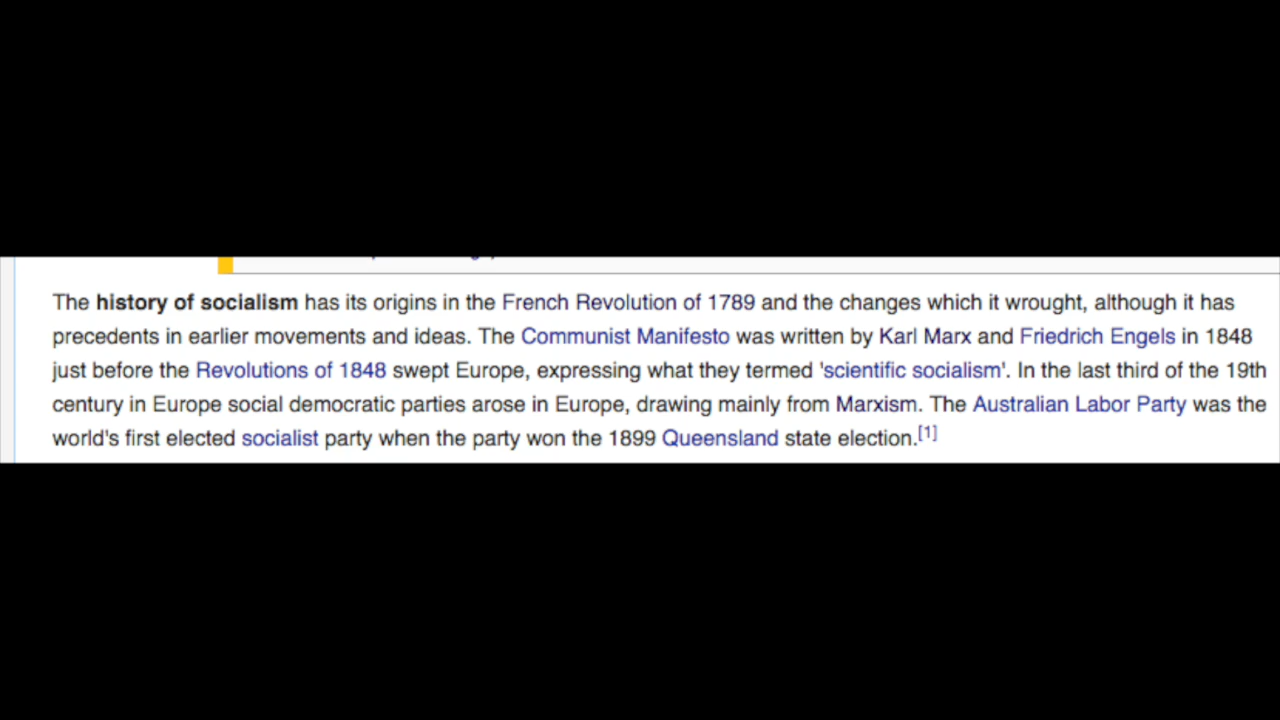 The history of socialism has its origins in the French Revolution of 1789 and the changes which it wrought, although it has
precedents in earlier movements and ideas. The Communist Manifesto was written by Karl Marx and Friedrich Engels in 1848
just before the Revolutions of 1848 swept Europe, expressing what they termed 'scientific socialism'. In the last third of the 19th
century in Europe social democratic parties arose in Europe, drawing mainly from Marxism. The Australian Labor Party was the
world's first elected socialist party when the party won the 1899 Queensland state election.[1]